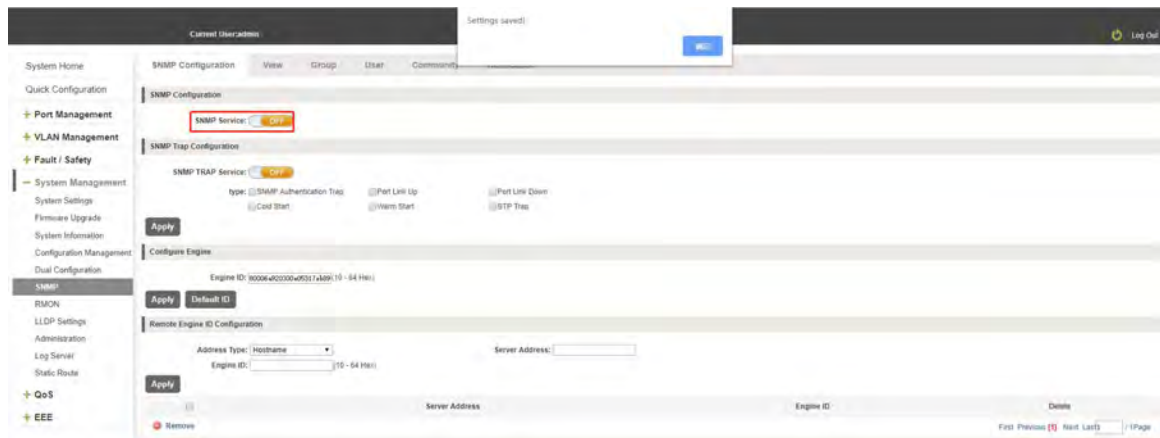 Settings saved!
Current User:admin
Log Out
System Home
Quick Configuration
Port Management
VLAN Management
Fault / Safety
System Management
System Settings
Firmware Upgrade
System Information
Configuration Management
Dual Configuration
SNMP
RMON
LLDP Settings
Administration
Log Server
Static Route
QoS
EEE
SNMP Configuration View Group User Community
SNMP Configuration
SNMP Service: OFF
SNMP Trap Configuration
SNMP TRAP Service: OFF
type: SNMP Authentication Trap Port Link Up Port Link Down
Cold Start Warm Start STP Trap
Apply
Configure Engine
Engine ID: (10 - 64 Hex)
Apply Default ID
Remote Engine ID Configuration
Address Type: Hostname Server Address:
Engine ID: (10 - 64 Hex)
Apply
Server Address Engine ID Delete
Remove
First Previous [1] Next Last / 1Page